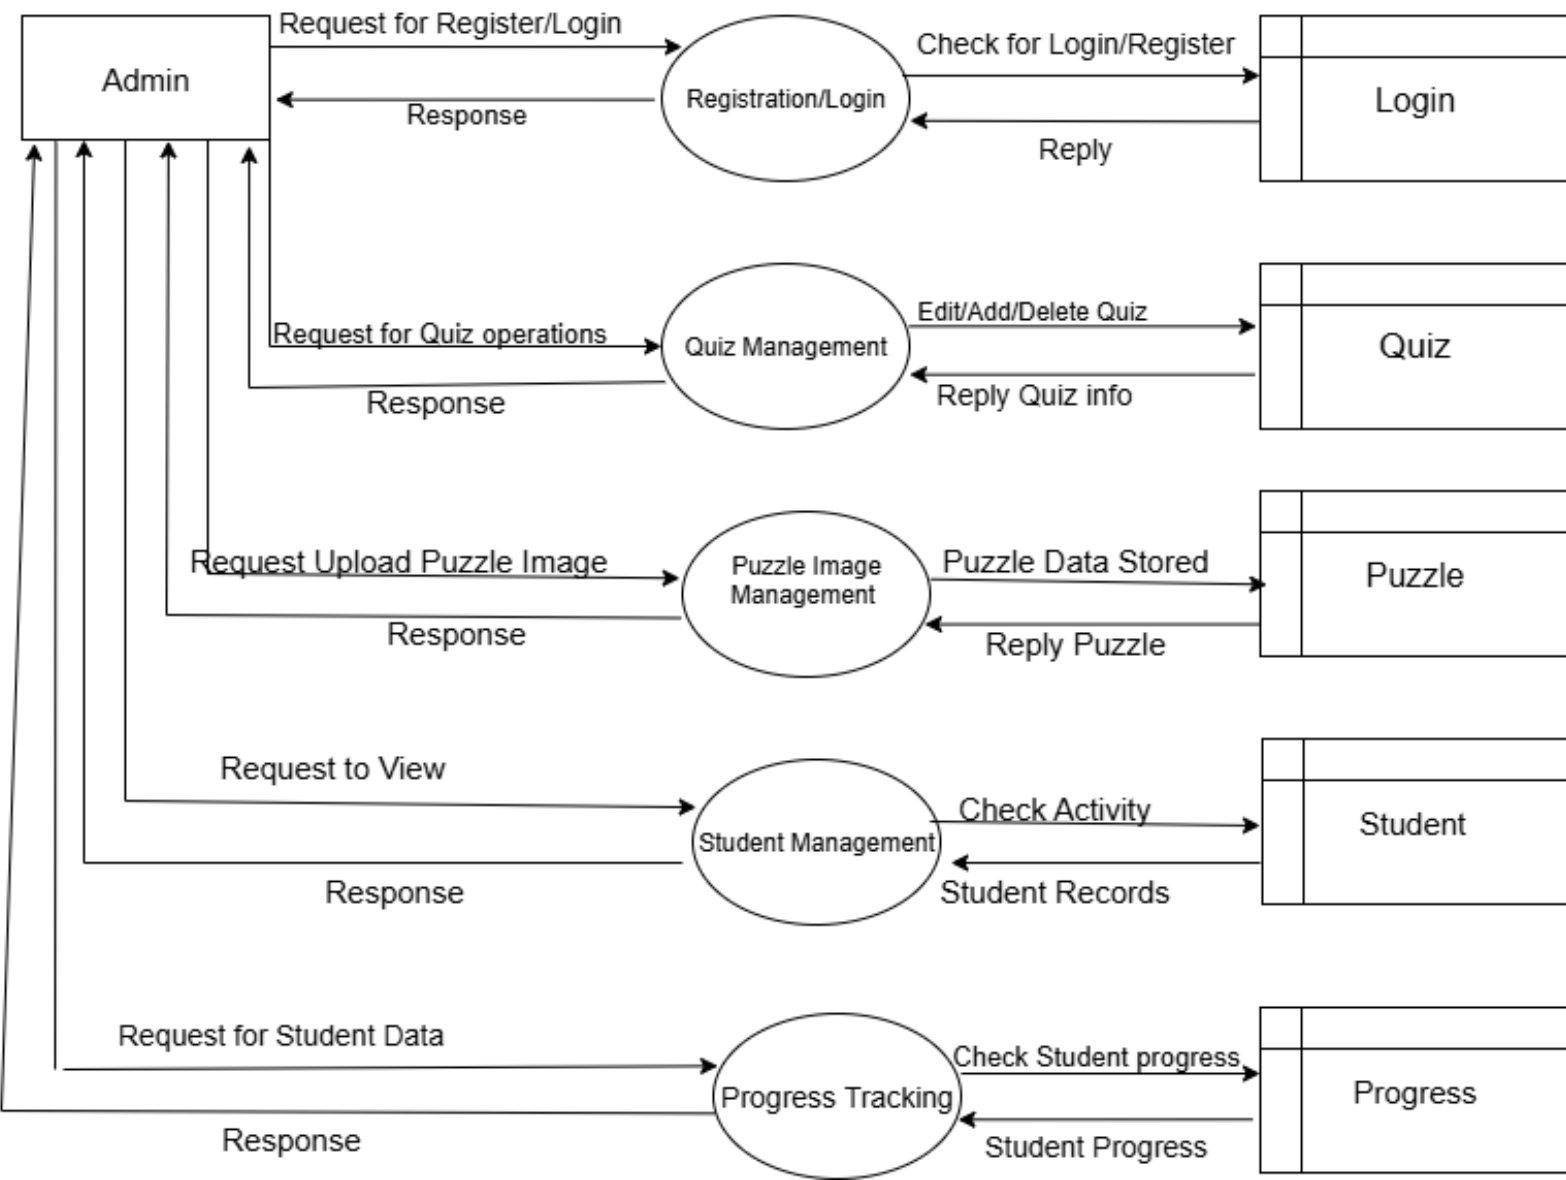 Request for Register/Login
Admin
Check for Login/Register
Registration/Login
Login
Response
Reply
Request for Quiz operations
Edit/Add/Delete Quiz
Quiz Management
Quiz
Response
Reply Quiz info
Request Upload Puzzle Image
Puzzle Image
Management
Puzzle Data Stored
Puzzle
Response
Reply Puzzle
Request to View
Check Activity
Student Management
Student
Response
Student Records
Request for Student Data
Check Student progress
Progress Tracking
Progress
Response
Student Progress